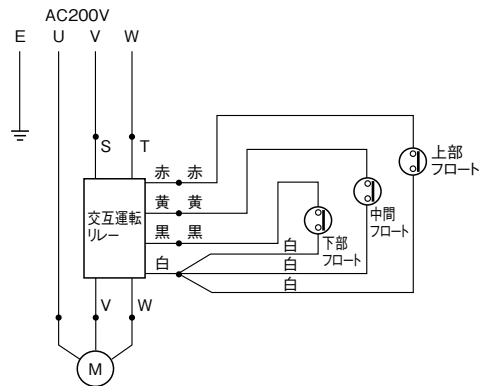 AC200V
E U V W
S T
赤 赤
黄 黄
黒 黒
白
交互運転
リレー
上部
フロート
中間
フロート
下部
フロート
白
白
白
V W
M